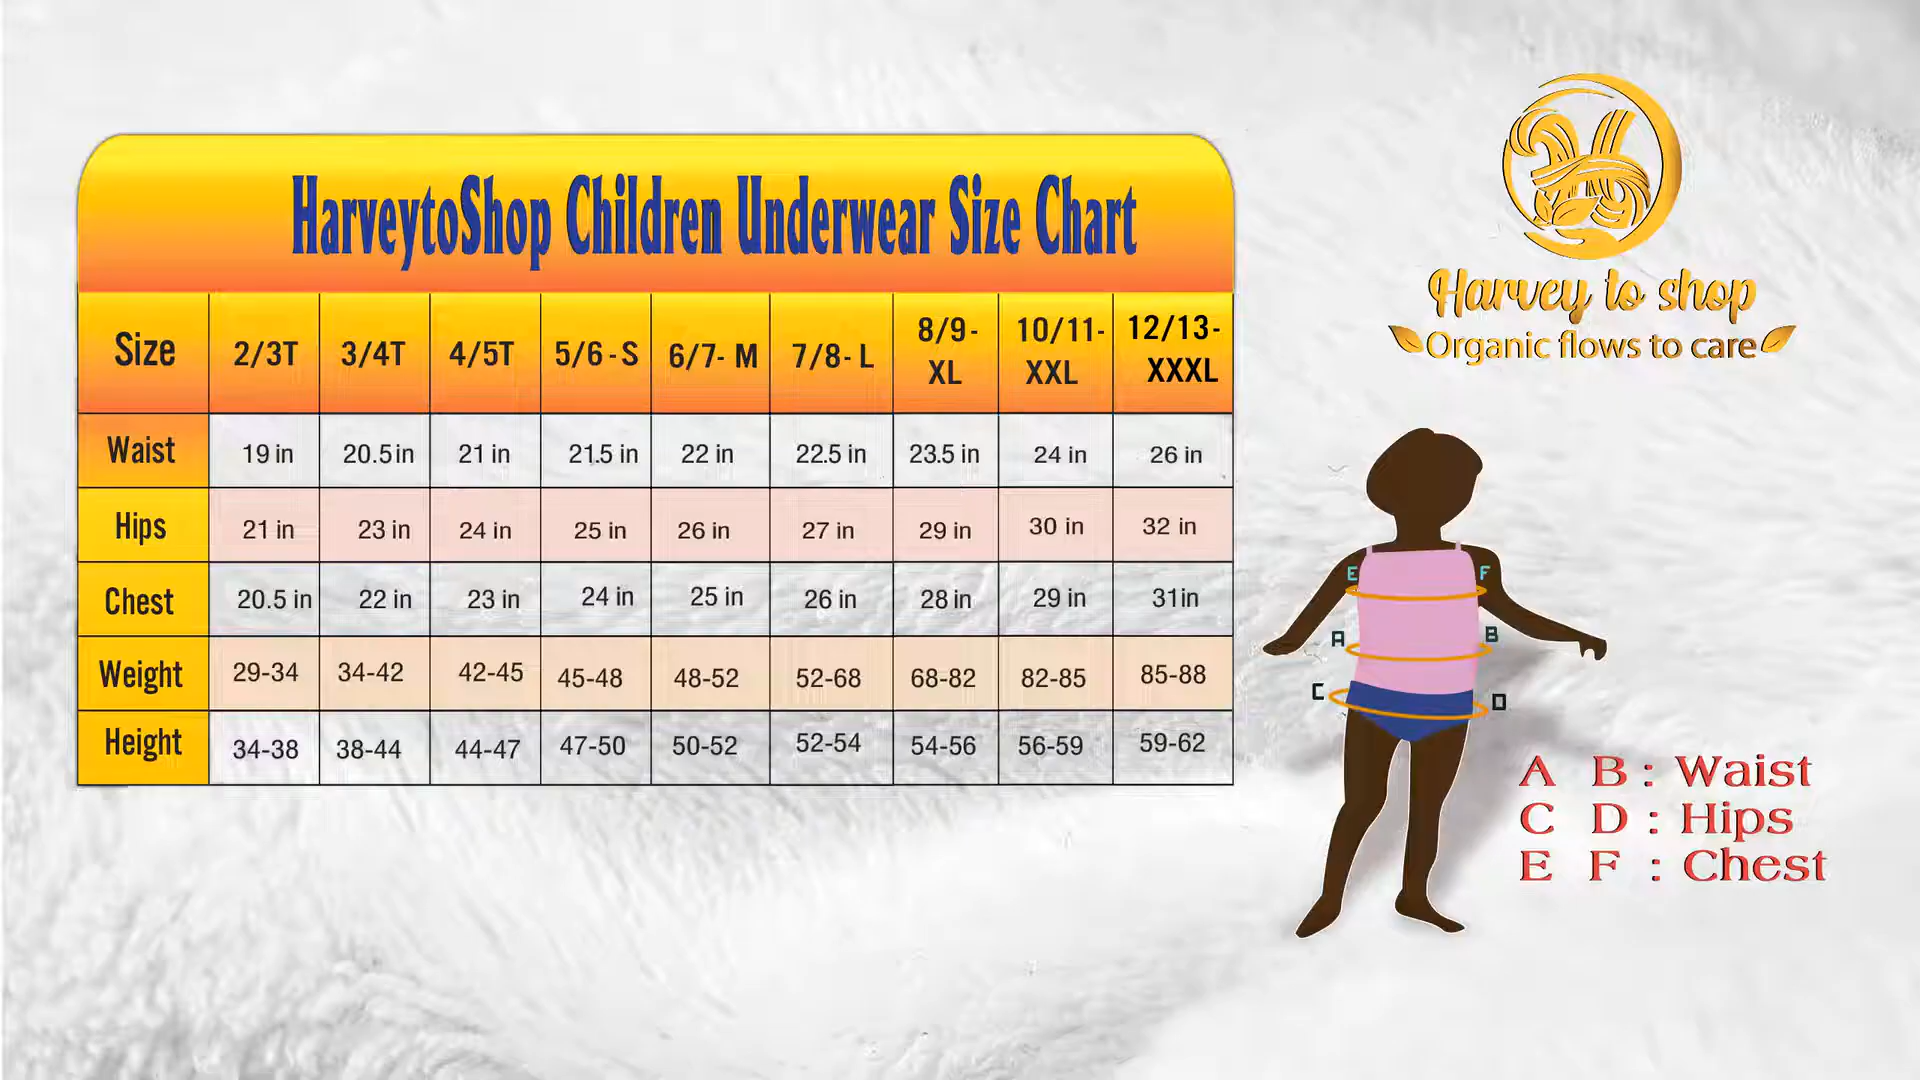 HarveytoShop Children Underwear Size Chart
Size 2/3T 3/4T 4/5T 5/6-S 6/7- M 7/8- L 8/9-XL 10/11-XXL 12/13-XXXL
Waist 19 in 20.5 in 21 in 21.5 in 22 in 22.5 in 23.5 in 24 in 26 in
Hips 21 in 23 in 24 in 25 in 26 in 27 in 29 in 30 in 32 in
Chest 20.5 in 22 in 23 in 24 in 25 in 26 in 28 in 29 in 31in
Weight 29-34 34-42 42-45 45-48 48-52 52-68 68-82 82-85 85-88
Height 34-38 38-44 44-47 47-50 50-52 52-54 54-56 56-59 59-62
Harvey to shop
Organic flows to care
E F
A B
C D
A B : Waist
C D : Hips
E F : Chest